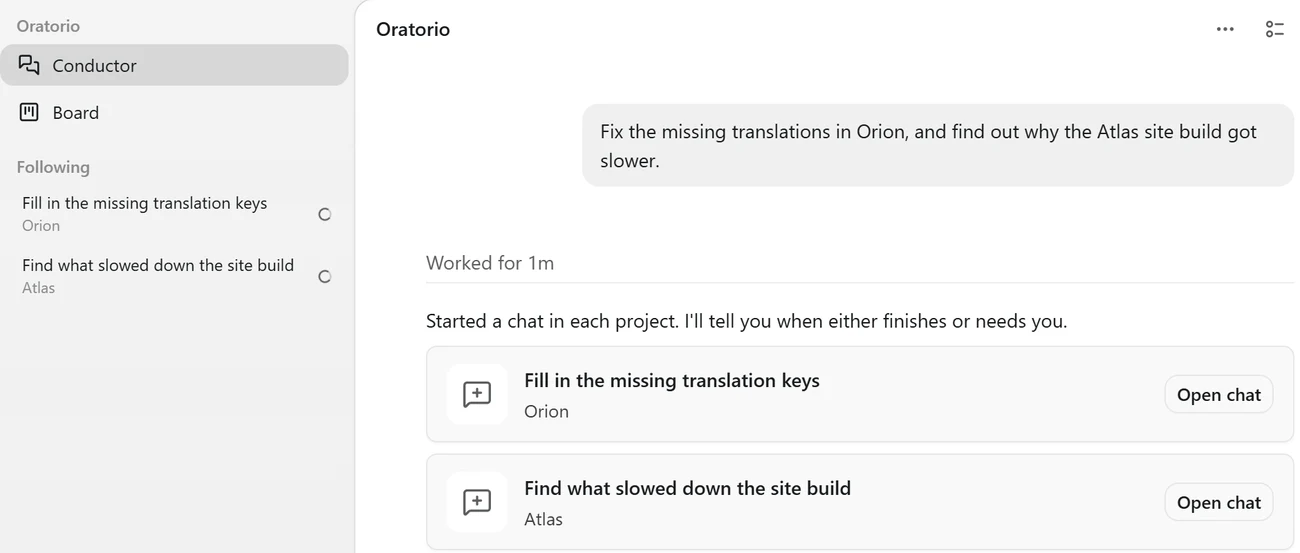 Oratorio
Conductor
Board
Following
Fill in the missing translation keys
Orion
Find what slowed down the site build
Atlas
Oratorio
Fix the missing translations in Orion, and find out why the Atlas site build got
slower.
Worked for 1m
Started a chat in each project. I'll tell you when either finishes or needs you.
Fill in the missing translation keys
Orion
Open chat
Find what slowed down the site build
Atlas
Open chat